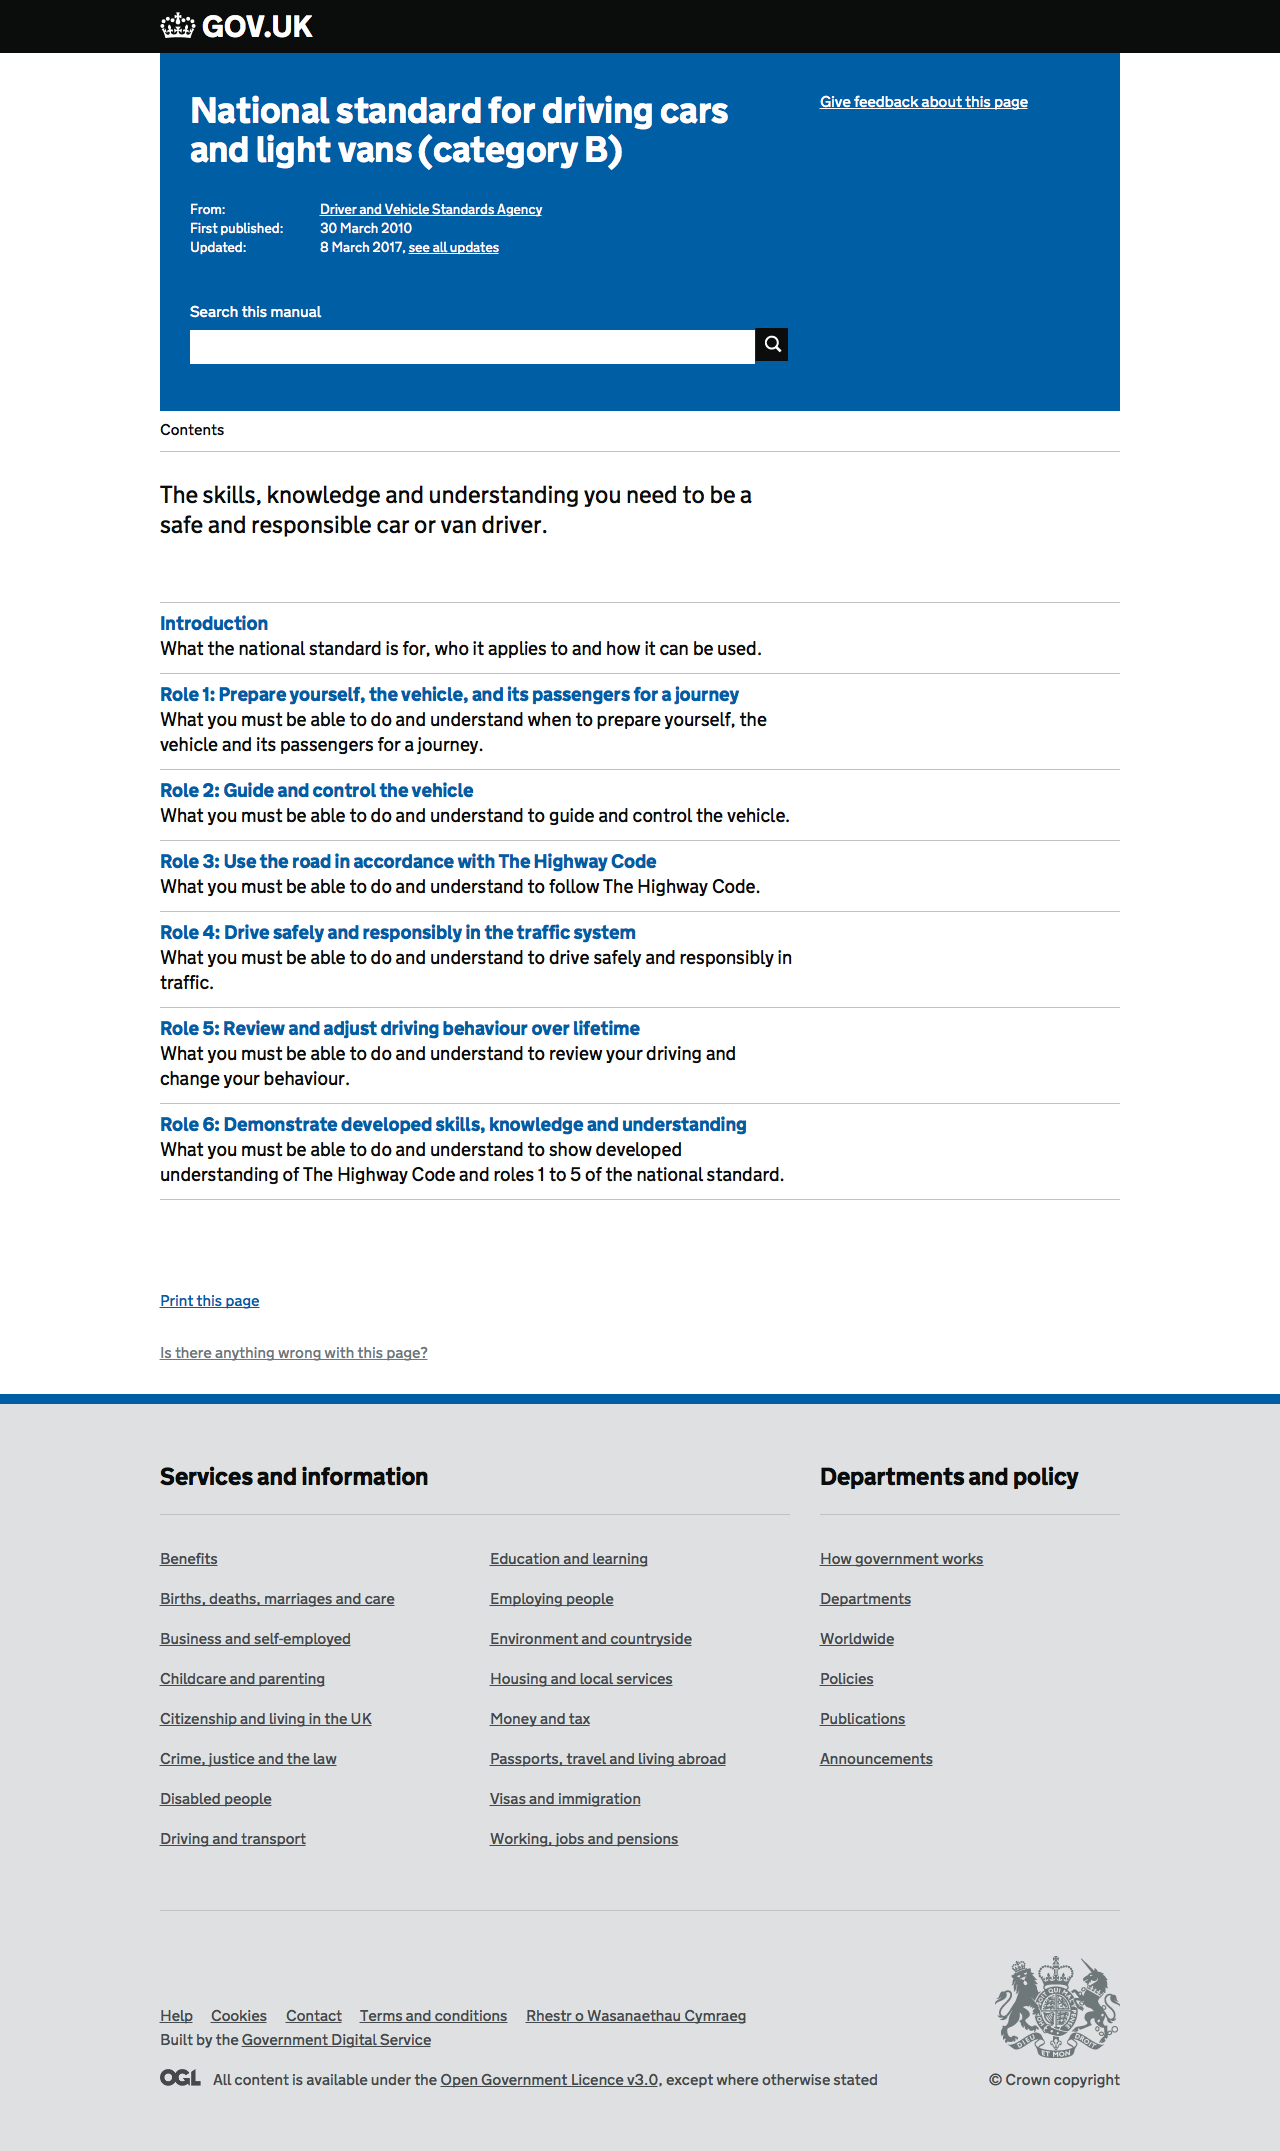 GOV.UK
National standard for driving cars
and light vans (category B)
Give feedback about this page
From: Driver and Vehicle Standards Agency
First published: 30 March 2010
Updated: 8 March 2017, see all updates
Search this manual
Contents
The skills, knowledge and understanding you need to be a
safe and responsible car or van driver.
Introduction
What the national standard is for, who it applies to and how it can be used.
Role 1: Prepare yourself, the vehicle, and its passengers for a journey
What you must be able to do and understand when to prepare yourself, the
vehicle and its passengers for a journey.
Role 2: Guide and control the vehicle
What you must be able to do and understand to guide and control the vehicle.
Role 3: Use the road in accordance with The Highway Code
What you must be able to do and understand to follow The Highway Code.
Role 4: Drive safely and responsibly in the traffic system
What you must be able to do and understand to drive safely and responsibly in
traffic.
Role 5: Review and adjust driving behaviour over lifetime
What you must be able to do and understand to review your driving and
change your behaviour.
Role 6: Demonstrate developed skills, knowledge and understanding
What you must be able to do and understand to show developed
understanding of The Highway Code and roles 1 to 5 of the national standard.
Print this page
Is there anything wrong with this page?
Services and information
Benefits
Births, deaths, marriages and care
Business and self-employed
Childcare and parenting
Citizenship and living in the UK
Crime, justice and the law
Disabled people
Driving and transport
Education and learning
Employing people
Environment and countryside
Housing and local services
Money and tax
Passports, travel and living abroad
Visas and immigration
Working, jobs and pensions
Departments and policy
How government works
Departments
Worldwide
Policies
Publications
Announcements
Help Cookies Contact Terms and conditions Rhestr o Wasanaethau Cymraeg
Built by the Government Digital Service
OGL All content is available under the Open Government Licence v3.0, except where otherwise stated
DIEU ET MON DROIT
© Crown copyright